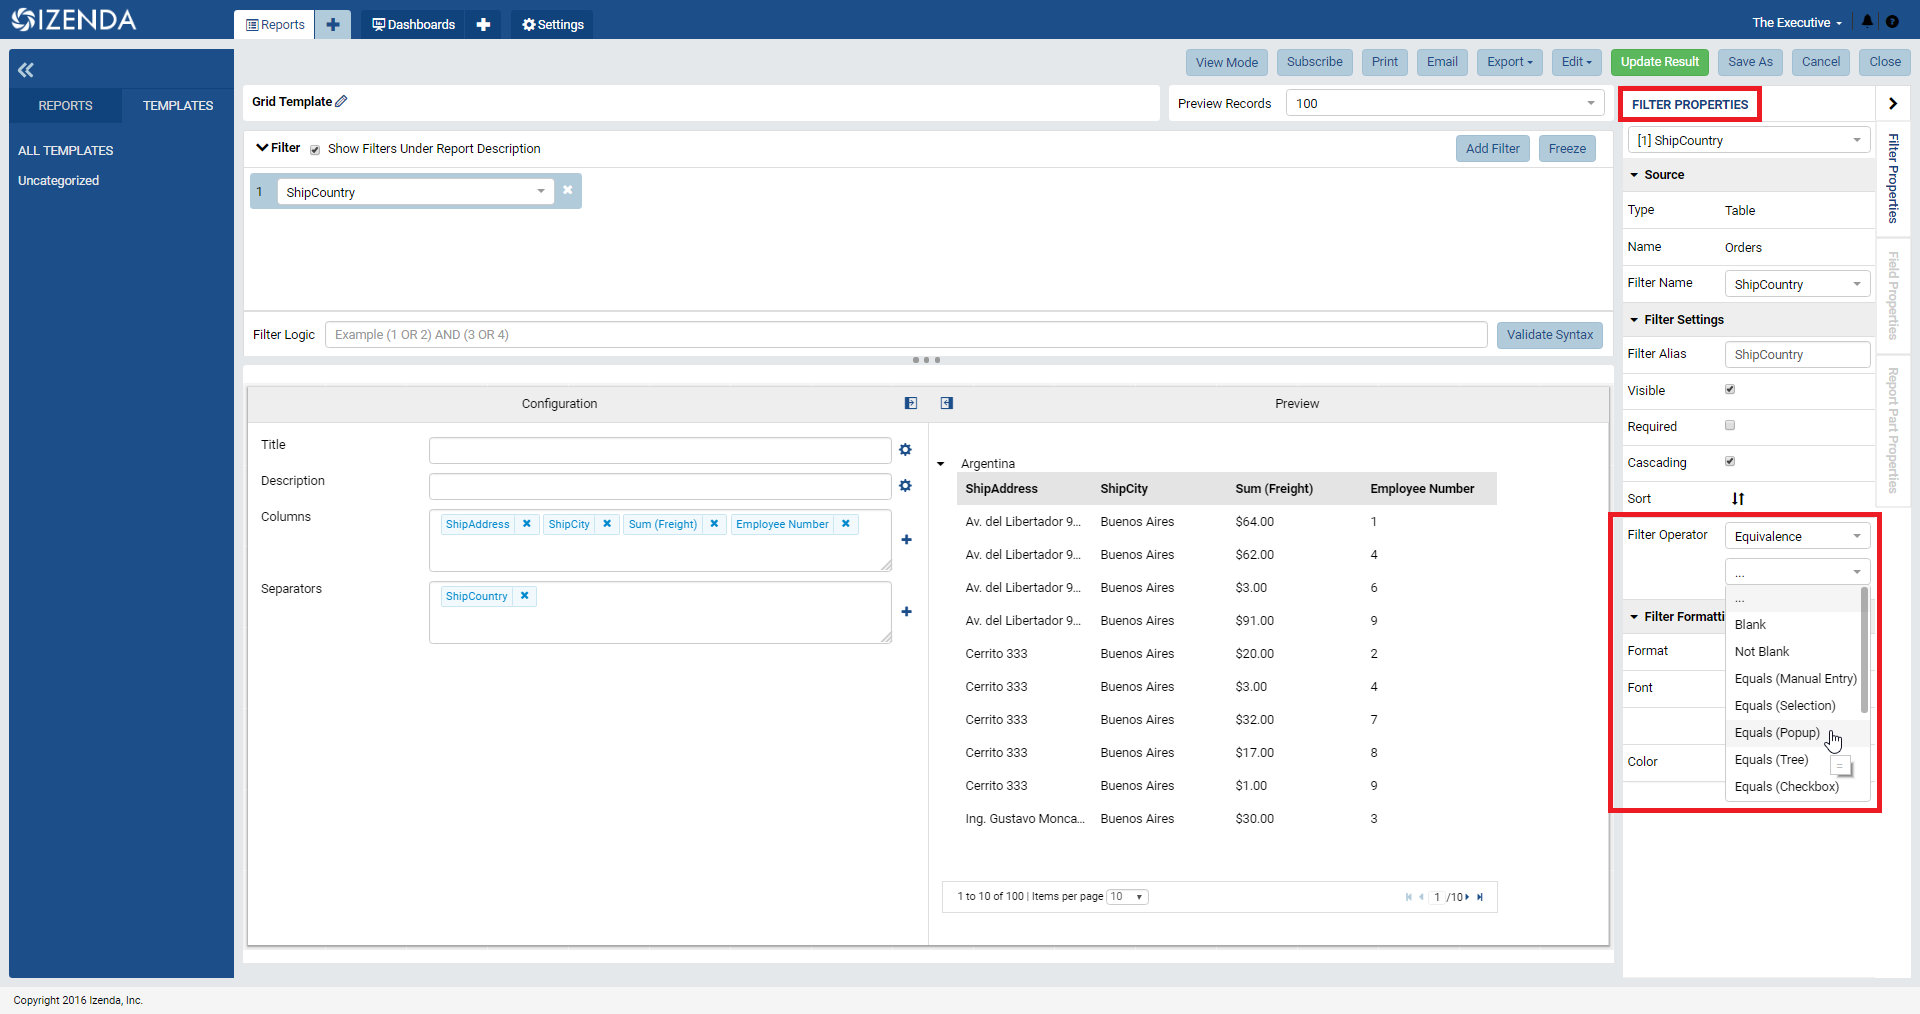 IZENDA
Reports
Dashboards
Settings
The Executive
View Mode
Subscribe
Print
Email
Export
Edit
Update Result
Save As
Cancel
Close
REPORTS
TEMPLATES
ALL TEMPLATES
Uncategorized
Grid Template
Preview Records
100
FILTER PROPERTIES
Filter
Show Filters Under Report Description
Add Filter
Freeze
1
ShipCountry
Filter Logic
Example (1 OR 2) AND (3 OR 4)
Validate Syntax
Configuration
Preview
Title
Description
Columns
ShipAddress
ShipCity
Sum (Freight)
Employee Number
Separators
ShipCountry
Argentina
ShipAddress ShipCity Sum (Freight) Employee Number
Av. del Libertador 9... Buenos Aires $64.00 1
Av. del Libertador 9... Buenos Aires $62.00 4
Av. del Libertador 9... Buenos Aires $3.00 6
Av. del Libertador 9... Buenos Aires $91.00 9
Cerrito 333 Buenos Aires $20.00 2
Cerrito 333 Buenos Aires $3.00 4
Cerrito 333 Buenos Aires $32.00 7
Cerrito 333 Buenos Aires $17.00 8
Cerrito 333 Buenos Aires $1.00 9
Ing. Gustavo Monca... Buenos Aires $30.00 3
1 to 10 of 100 | Items per page 10
1 /10
[1] ShipCountry
Source
Type Table
Name Orders
Filter Name ShipCountry
Filter Settings
Filter Alias ShipCountry
Visible
Required
Cascading
Sort
Filter Operator Equivalence
...
...
Blank
Not Blank
Equals (Manual Entry)
Equals (Selection)
Equals (Popup)
Equals (Tree)
=
Equals (Checkbox)
Filter Formatti
Format
Font
Color
Filter Properties
Field Properties
Report Part Properties
Copyright 2016 Izenda, Inc.